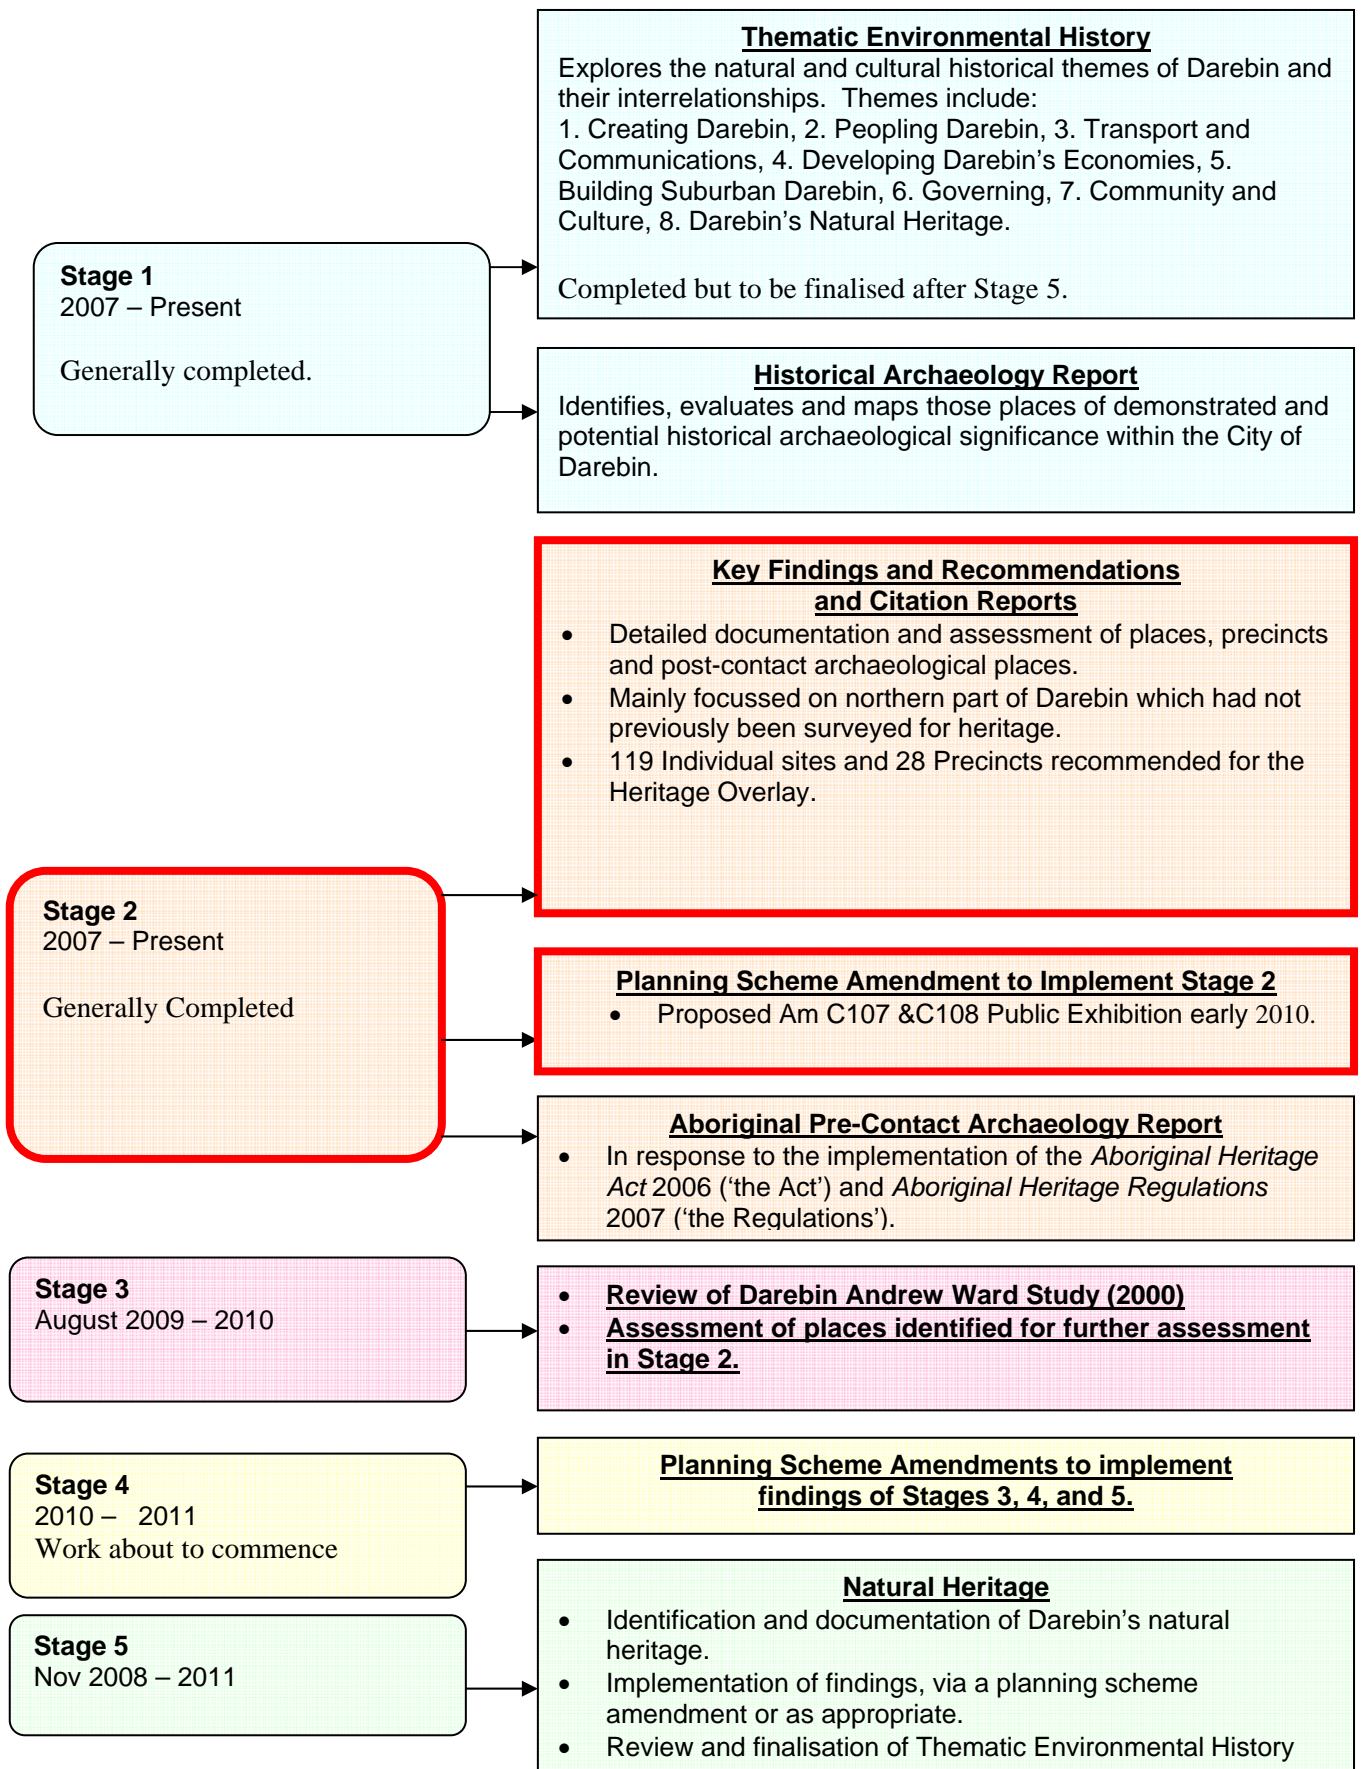 Thematic Environmental History
Explores the natural and cultural historical themes of Darebin and
their interrelationships.  Themes include:
1. Creating Darebin, 2. Peopling Darebin, 3. Transport and
Communications, 4. Developing Darebin’s Economies, 5.
Building Suburban Darebin, 6. Governing, 7. Community and
Culture, 8. Darebin’s Natural Heritage.
Completed but to be finalised after Stage 5.
Stage 1
2007 – Present
Generally completed.
Historical Archaeology Report
Identifies, evaluates and maps those places of demonstrated and
potential historical archaeological significance within the City of
Darebin.
Key Findings and Recommendations
and Citation Reports
• Detailed documentation and assessment of places, precincts
and post-contact archaeological places.
• Mainly focussed on northern part of Darebin which had not
previously been surveyed for heritage.
• 119 Individual sites and 28 Precincts recommended for the
Heritage Overlay.
Stage 2
2007 – Present
Generally Completed
Planning Scheme Amendment to Implement Stage 2
• Proposed Am C107 &C108 Public Exhibition early 2010.
Aboriginal Pre-Contact Archaeology Report
• In response to the implementation of the Aboriginal Heritage
Act 2006 (‘the Act’) and Aboriginal Heritage Regulations
2007 (‘the Regulations’).
Stage 3
August 2009 – 2010
• Review of Darebin Andrew Ward Study (2000)
• Assessment of places identified for further assessment
in Stage 2.
Stage 4
2010 –   2011
Work about to commence
Planning Scheme Amendments to implement
findings of Stages 3, 4, and 5.
Stage 5
Nov 2008 – 2011
Natural Heritage
• Identification and documentation of Darebin’s natural
heritage.
• Implementation of findings, via a planning scheme
amendment or as appropriate.
• Review and finalisation of Thematic Environmental History